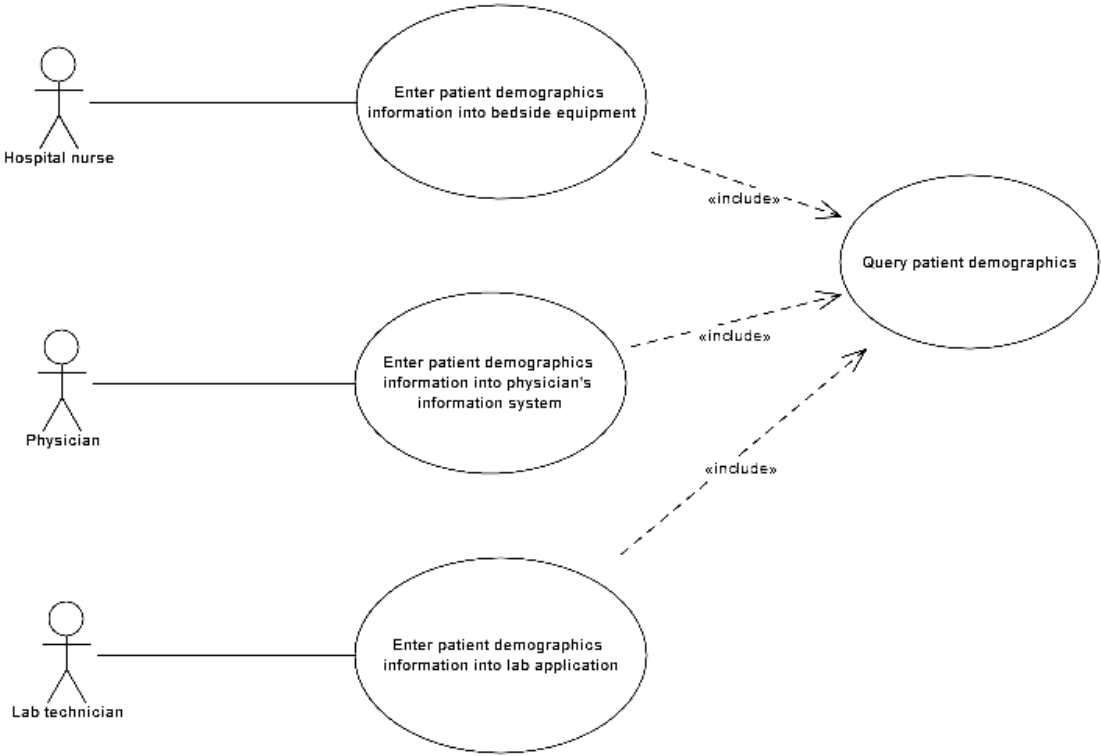 Enter patient demographics
information into bedside equipment
Hospital nurse
«include»
Query patient demographics
Enter patient demographics
information into physician's
information system
«include»
Physician
«include»
Enter patient demographics
information into lab application
Lab technician